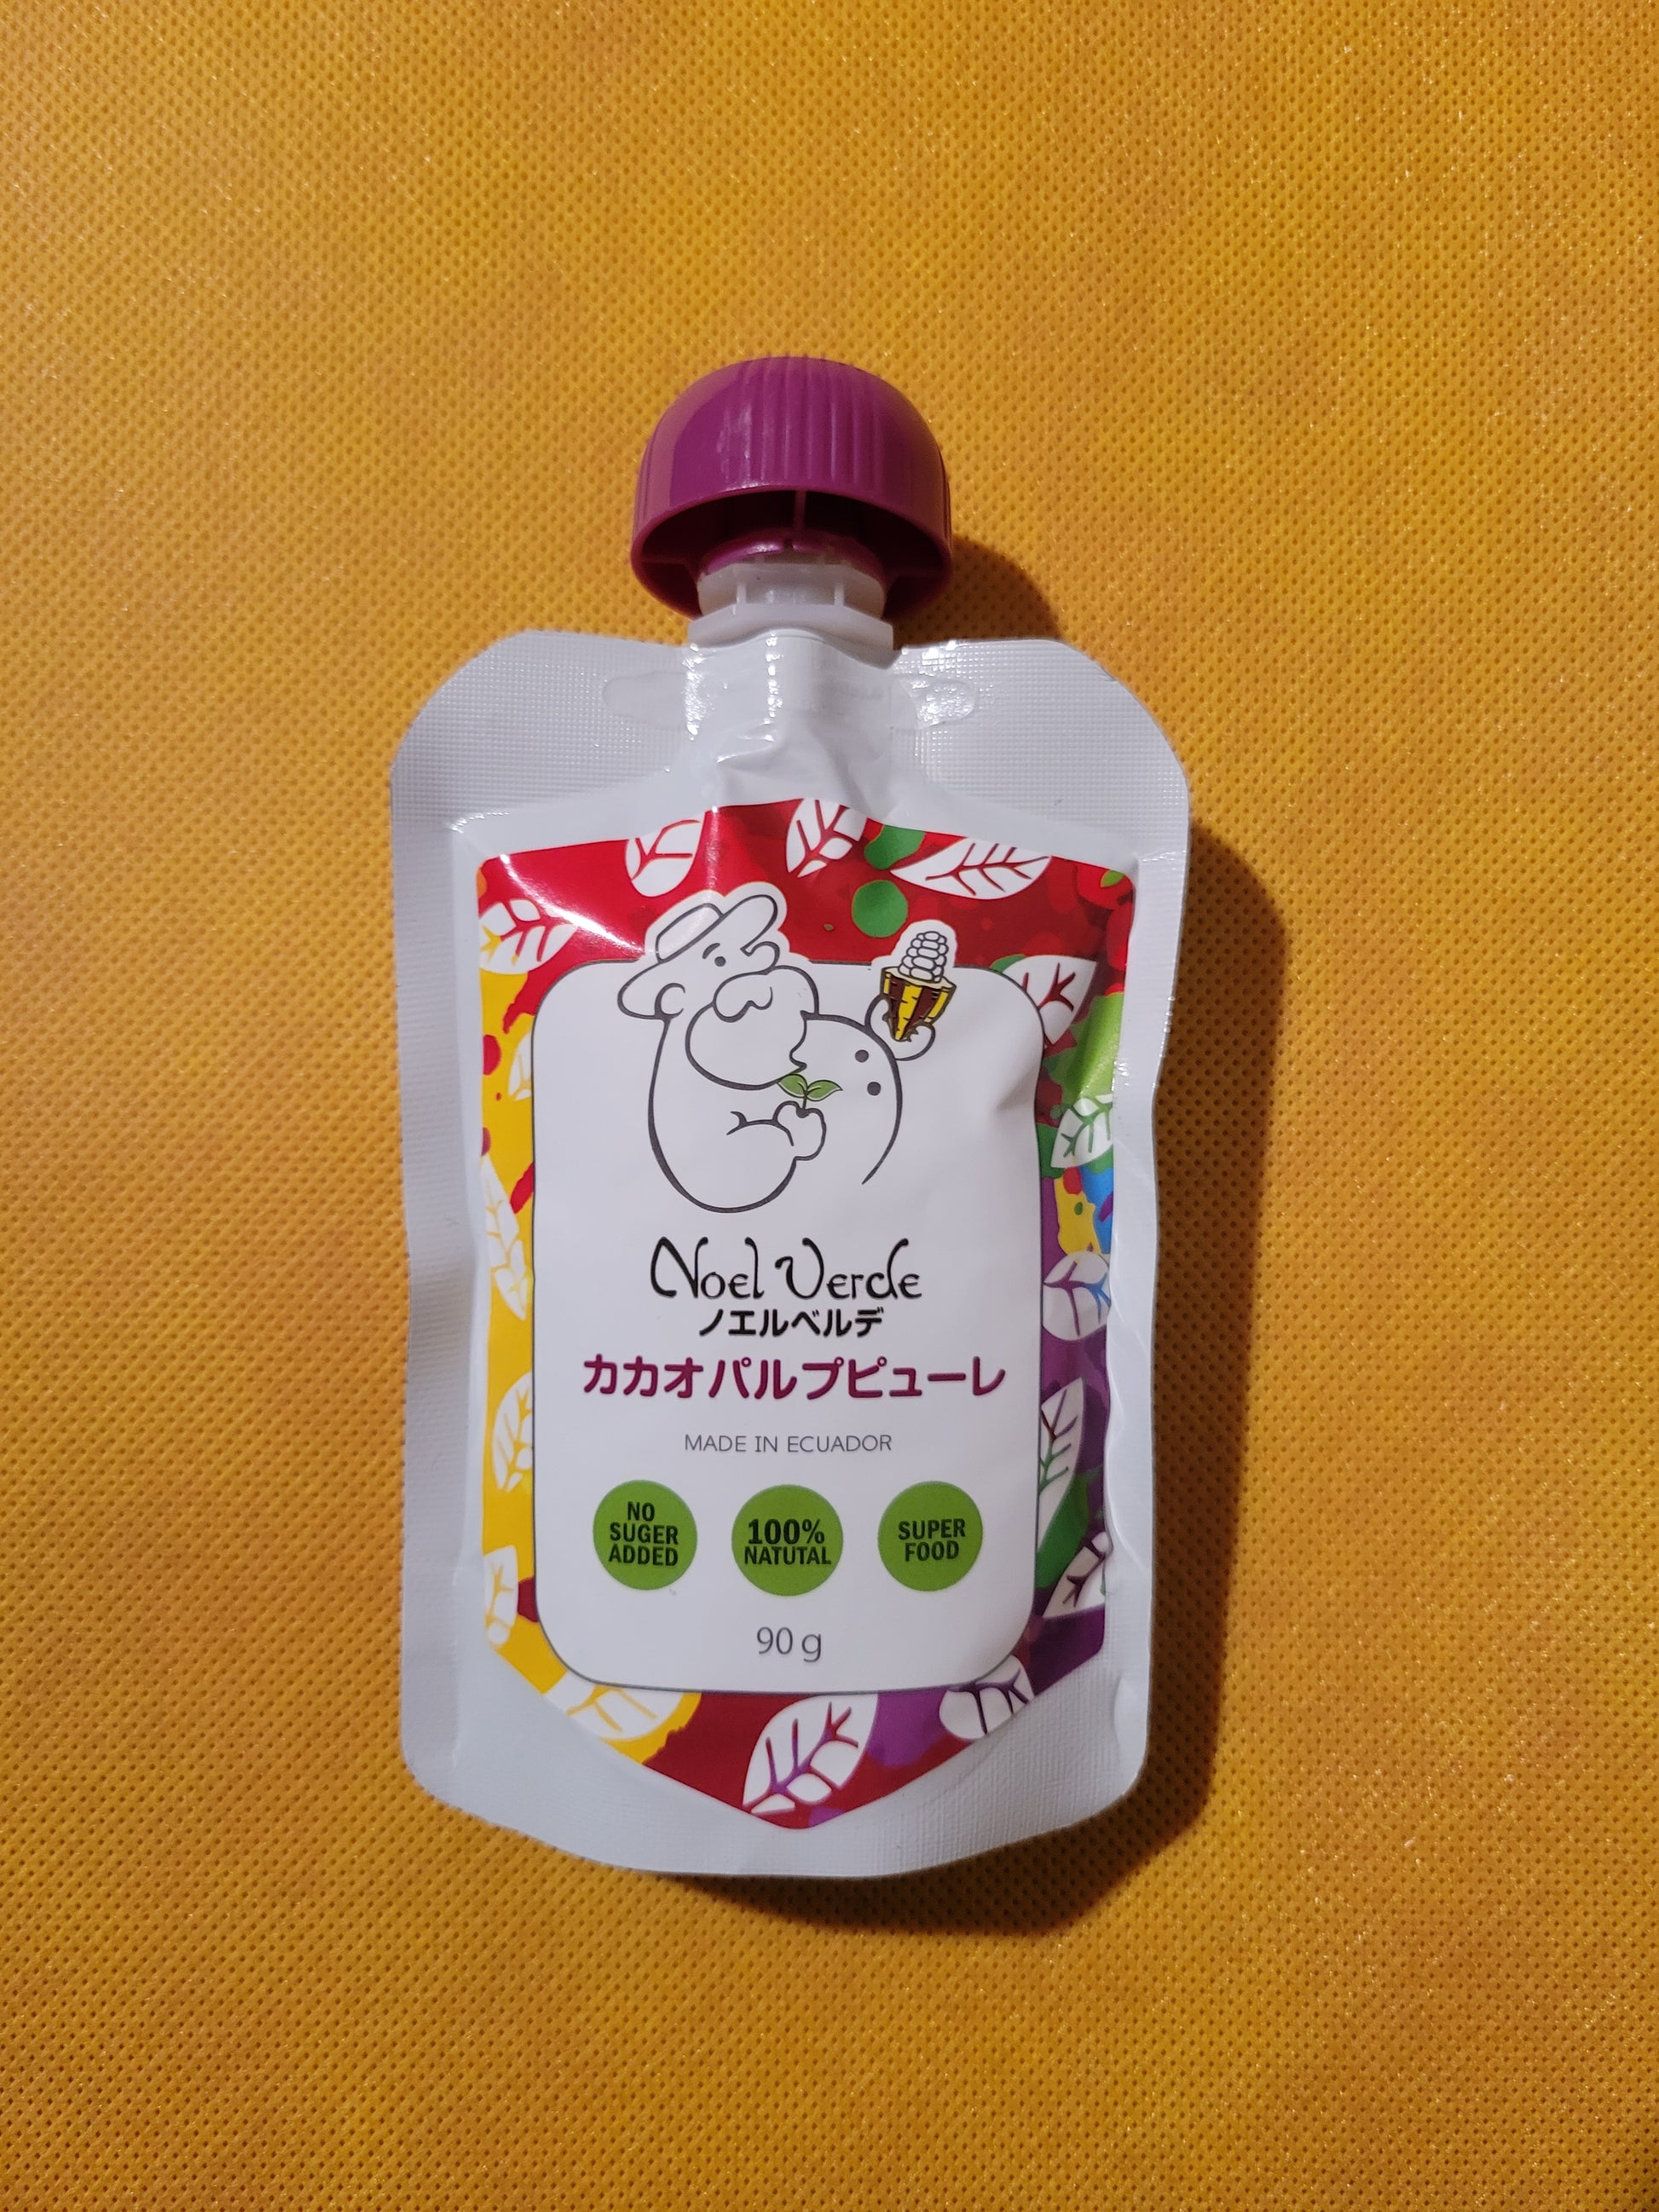 Noel Verde
ノエルベルデ
カカオパルプピューレ
MADE IN ECUADOR
NO
SUGER
ADDED
100%
NATUTAL
SUPER
FOOD
90 g